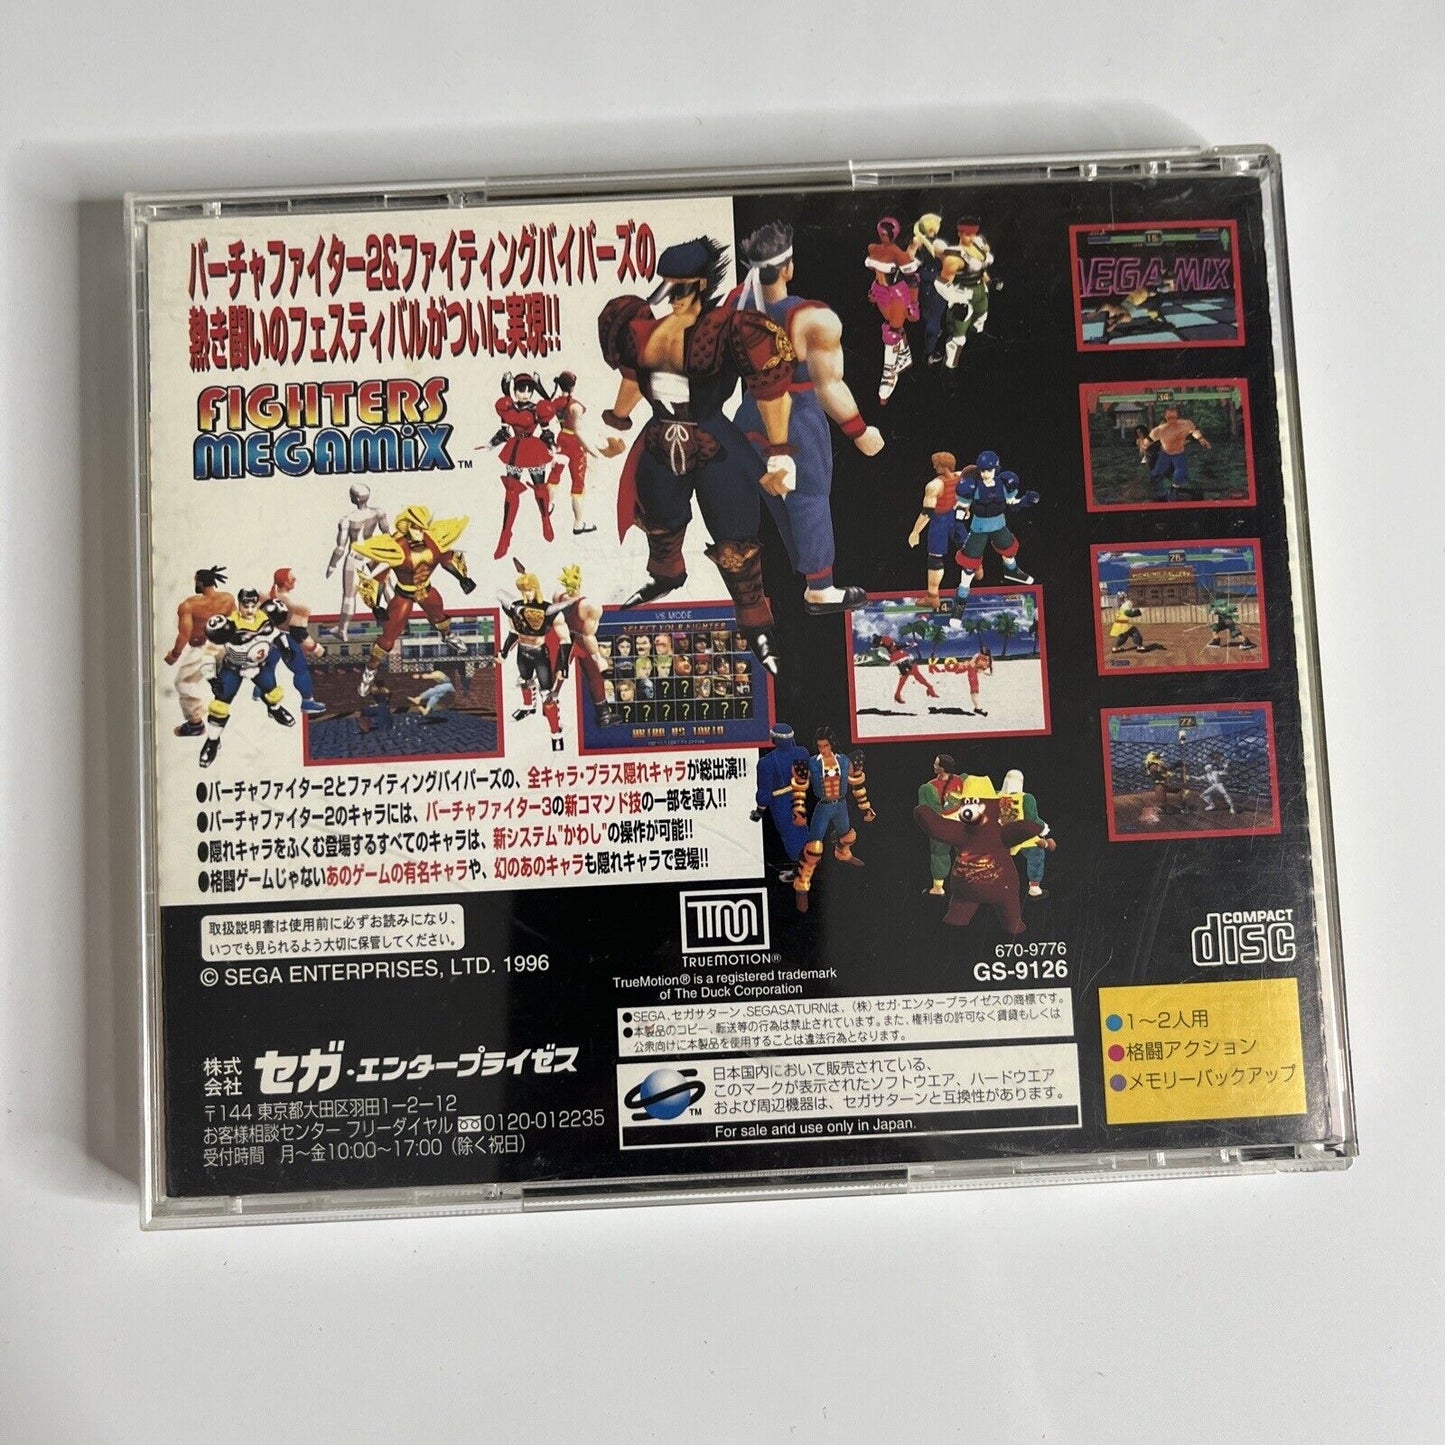 バーチャファイター2&ファイティングバイパーズの
熱き闘いのフェスティバルがついに実現!!
FIGHTERS
MEGAMiX™
MEGA MIX
VS MODE
SELECT YOUR FIGHTER
AKIRA VS TOKIO
K.O.
●バーチャファイター2とファイティングバイパーズの、全キャラ・プラス隠れキャラが総出演!!
●バーチャファイター2のキャラには、バーチャファイター3の新コマンド技の一部を導入!!
●隠れキャラをふくむ登場するすべてのキャラは、新システム"かわし"の操作が可能!!
●格闘ゲームじゃないあのゲームの有名キャラや、幻のあのキャラも隠れキャラで登場!!
取扱説明書は使用前に必ずお読みになり、
いつでも見られるよう大切に保管してください。
© SEGA ENTERPRISES, LTD. 1996
TM
TRUEMOTION®
TrueMotion® is a registered trademark
of The Duck Corporation
670-9776
GS-9126
COMPACT
disc
●SEGA、セガサターン、SEGASATURNは、(株)セガ・エンタープライゼスの商標です。
●本製品のコピー、転送等の行為は禁止されています。また、権利者の許可なく賃貸もしくは
公衆向けに本製品を使用することは違法行為となります。
日本国内において販売されている、
このマークが表示されたソフトウエア、ハードウエア
および周辺機器は、セガサターンと互換性があります。
TM
For sale and use only in Japan.
●1〜2人用
●格闘アクション
●メモリーバックアップ
株式会社 セガ・エンタープライゼス
〒144 東京都大田区羽田1-2-12
お客様相談センター フリーダイヤル 0120-012235
受付時間 月〜金10:00〜17:00(除く祝日)